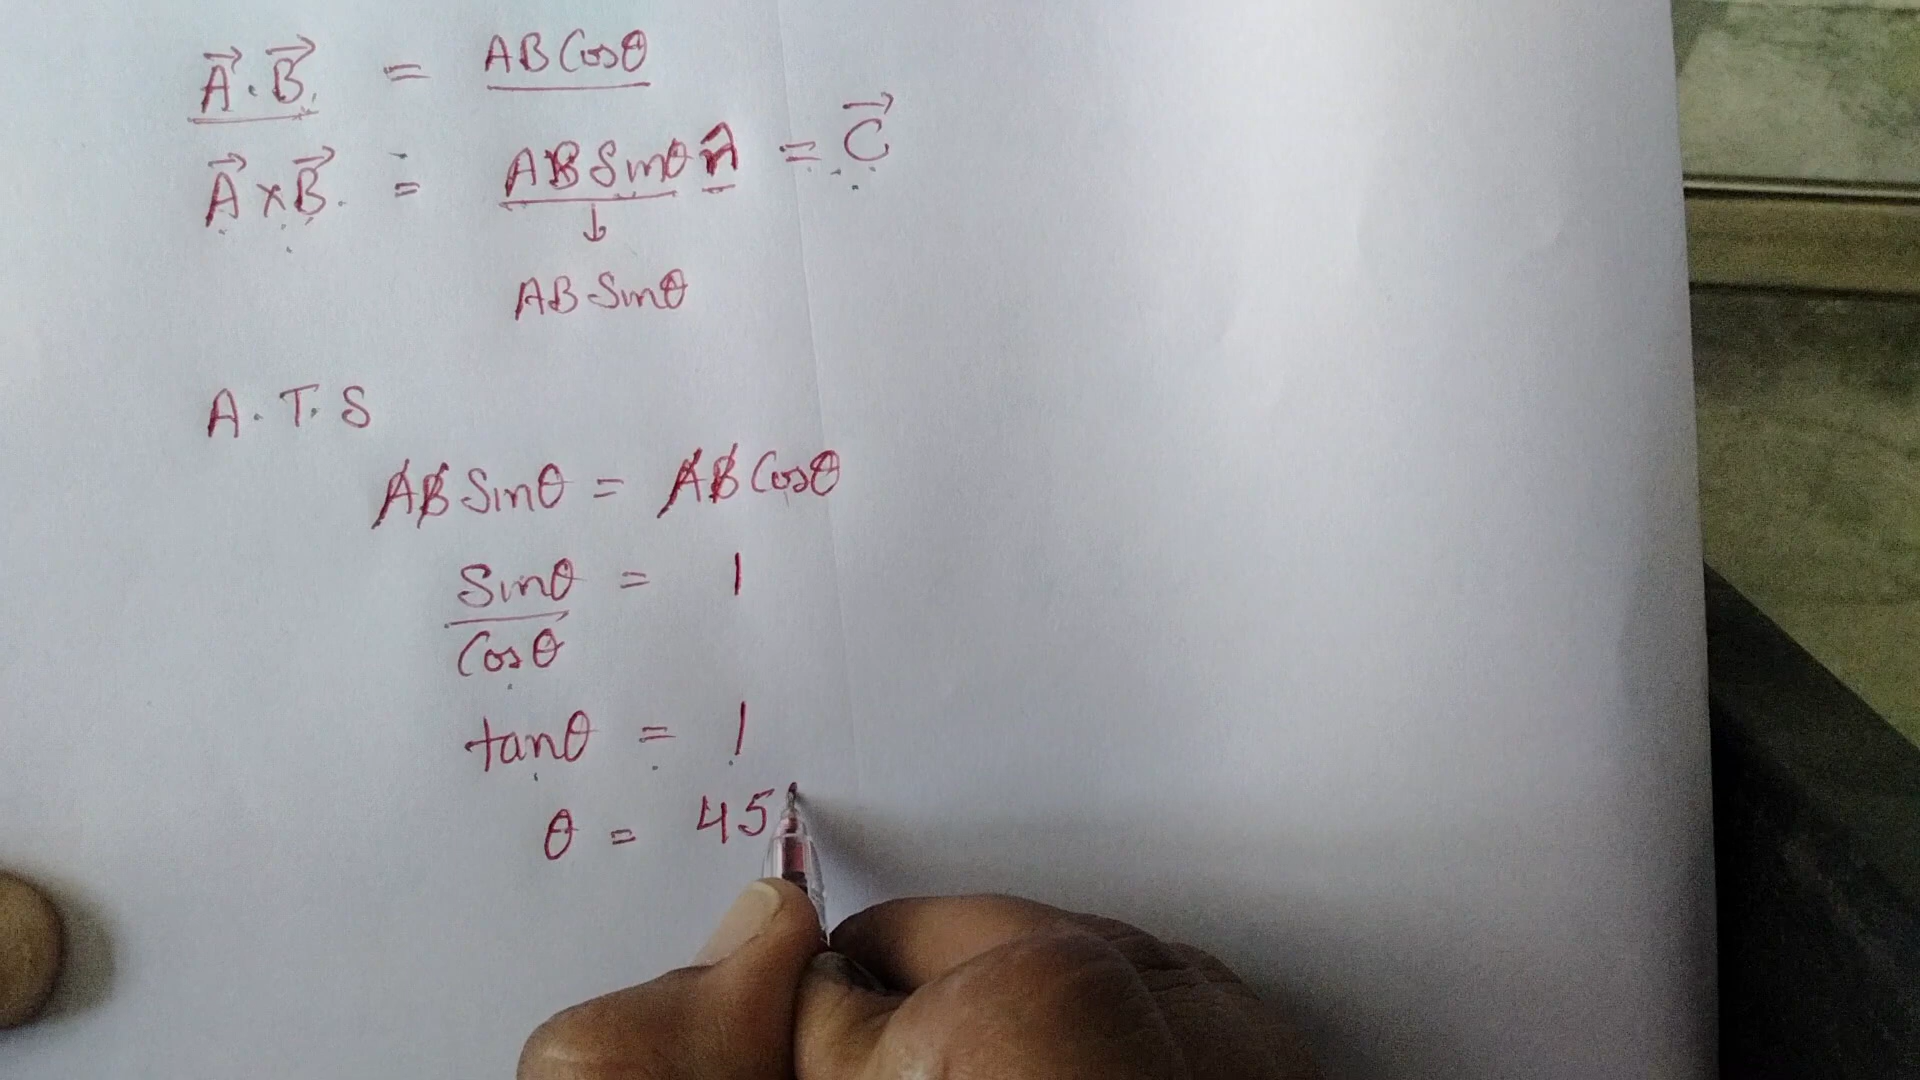 A⃗.B⃗. = AB Cosθ
A⃗×B⃗. = AB Sinθ n̂ = C⃗
↓
AB Sinθ
A.T.S
AB Sinθ = AB Cosθ
Sinθ = 1
Cosθ
tanθ = 1
θ = 45